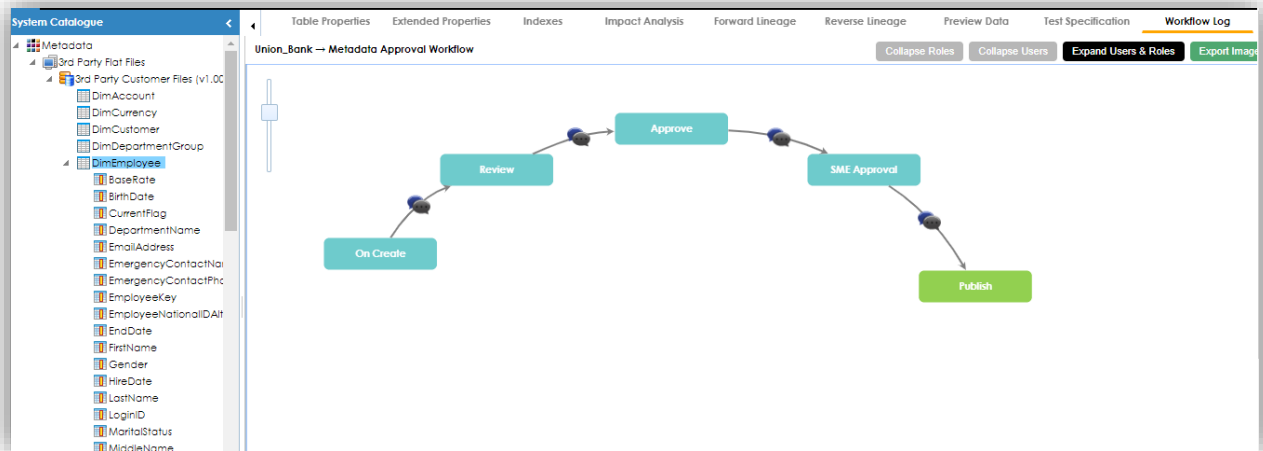 System Catalogue
Metadata
3rd Party Flat Files
3rd Party Customer Files (v1.00
DimAccount
DimCurrency
DimCustomer
DimDepartmentGroup
DimEmployee
BaseRate
BirthDate
CurrentFlag
DepartmentName
EmailAddress
EmergencyContactNa
EmergencyContactPho
EmployeeKey
EmployeeNationalIDAlt
EndDate
FirstName
Gender
HireDate
LastName
LoginID
MaritalStatus
MiddleName
Table Properties Extended Properties Indexes Impact Analysis Forward Lineage Reverse Lineage Preview Data Test Specification Workflow Log
Union_Bank → Metadata Approval Workflow
Collapse Roles Collapse Users Expand Users & Roles Export Image
Approve
Review
SME Approval
On Create
Publish